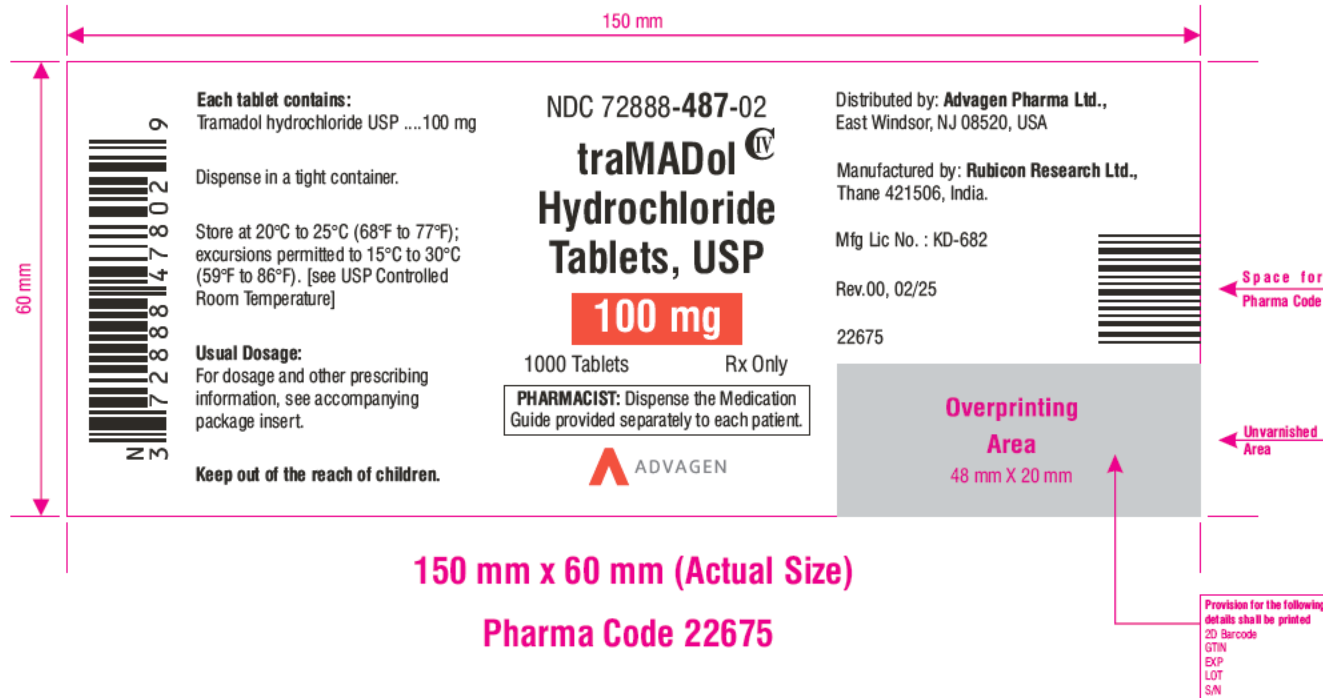 150 mm
60 mm
N
3 72888 47802 9
Each tablet contains:
Tramadol hydrochloride USP ....100 mg
Dispense in a tight container.
Store at 20°C to 25°C (68°F to 77°F);
excursions permitted to 15°C to 30°C
(59°F to 86°F). [see USP Controlled
Room Temperature]
Usual Dosage:
For dosage and other prescribing
information, see accompanying
package insert.
Keep out of the reach of children.
NDC 72888-487-02
traMADol CIV
Hydrochloride
Tablets, USP
100 mg
1000 Tablets Rx Only
PHARMACIST: Dispense the Medication
Guide provided separately to each patient.
ADVAGEN
Distributed by: Advagen Pharma Ltd.,
East Windsor, NJ 08520, USA
Manufactured by: Rubicon Research Ltd.,
Thane 421506, India.
Mfg Lic No. : KD-682
Rev.00, 02/25
22675
Overprinting
Area
48 mm X 20 mm
Space for
Pharma Code
Unvarnished
Area
150 mm x 60 mm (Actual Size)
Pharma Code 22675
Provision for the following
details shall be printed
2D Barcode
GTIN
EXP
LOT
S/N